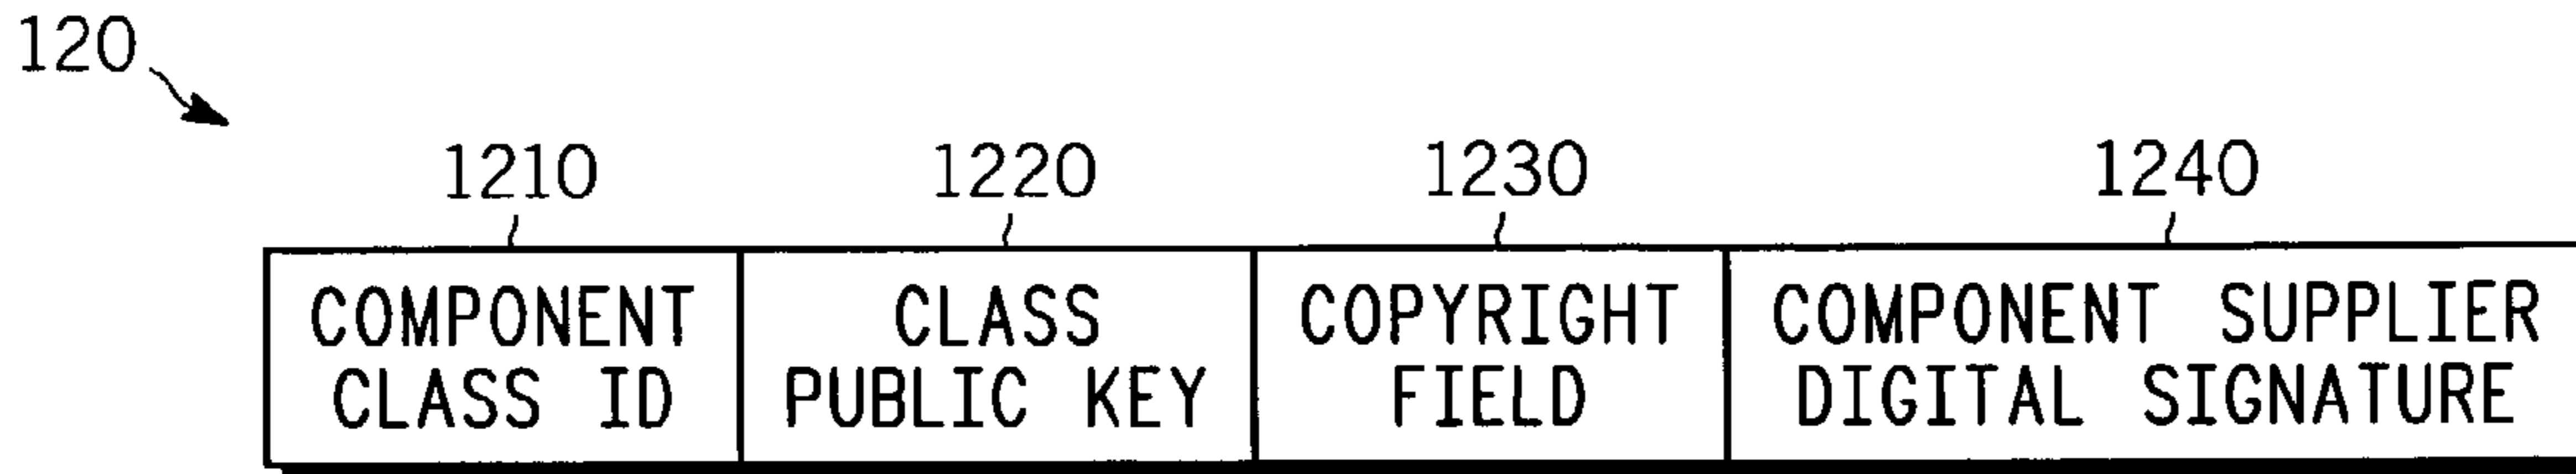 120
1210 1220 1230 1240
COMPONENT CLASS COPYRIGHT COMPONENT SUPPLIER
CLASS ID PUBLIC KEY FIELD DIGITAL SIGNATURE